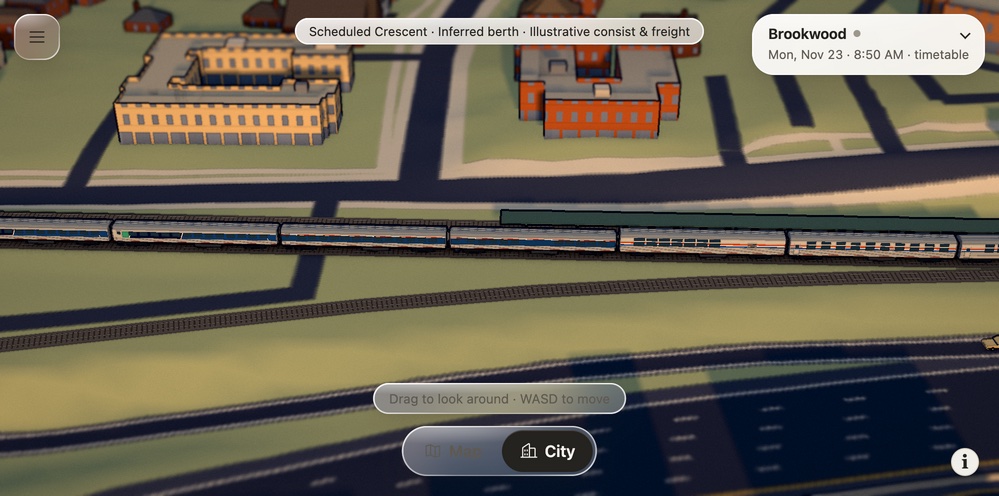 Scheduled Crescent · Inferred berth · Illustrative consist & freight
Brookwood
Mon, Nov 23 · 8:50 AM · timetable
Drag to look around · WASD to move
Map
City
i